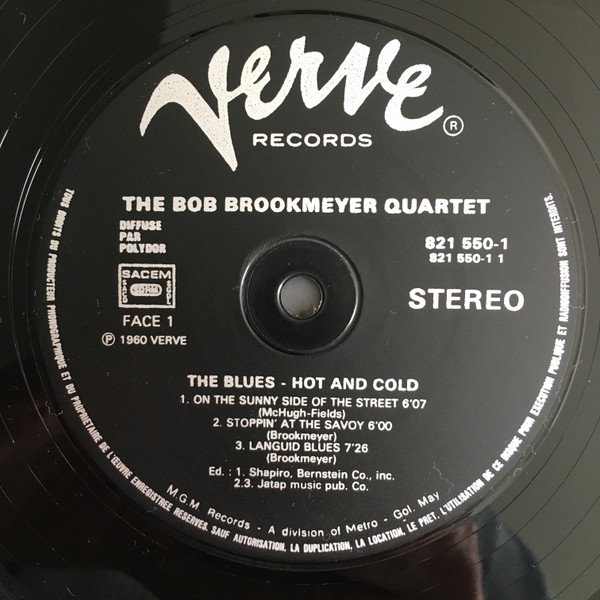 Verve®
RECORDS
THE BOB BROOKMEYER QUARTET
DIFFUSE
PAR
POLYDOR
821 550-1
821 550-1 1
SACEM
SACD
SDRM
SGDL
STEREO
FACE 1
Ⓟ 1960 VERVE
THE BLUES - HOT AND COLD
1. ON THE SUNNY SIDE OF THE STREET 6'07
(McHugh-Fields)
2. STOPPIN' AT THE SAVOY 6'00
(Brookmeyer)
3. LANGUID BLUES 7'26
(Brookmeyer)
Ed. : 1. Shapiro, Bernstein Co., inc.
2.3. Jatap music pub. Co.
M.G.M. Records - A division of Metro - Gol. May
TOUS DROITS DU PRODUCTEUR PHONOGRAPHIQUE ET DU PROPRIETAIRE DE L'ŒUVRE ENREGISTREE RESERVES. SAUF AUTORISATION, LA DUPLICATION, LA LOCATION, LE PRET, L'UTILISATION DE CE DISQUE POUR EXECUTION PUBLIQUE ET RADIODIFFUSION SONT INTERDITS.